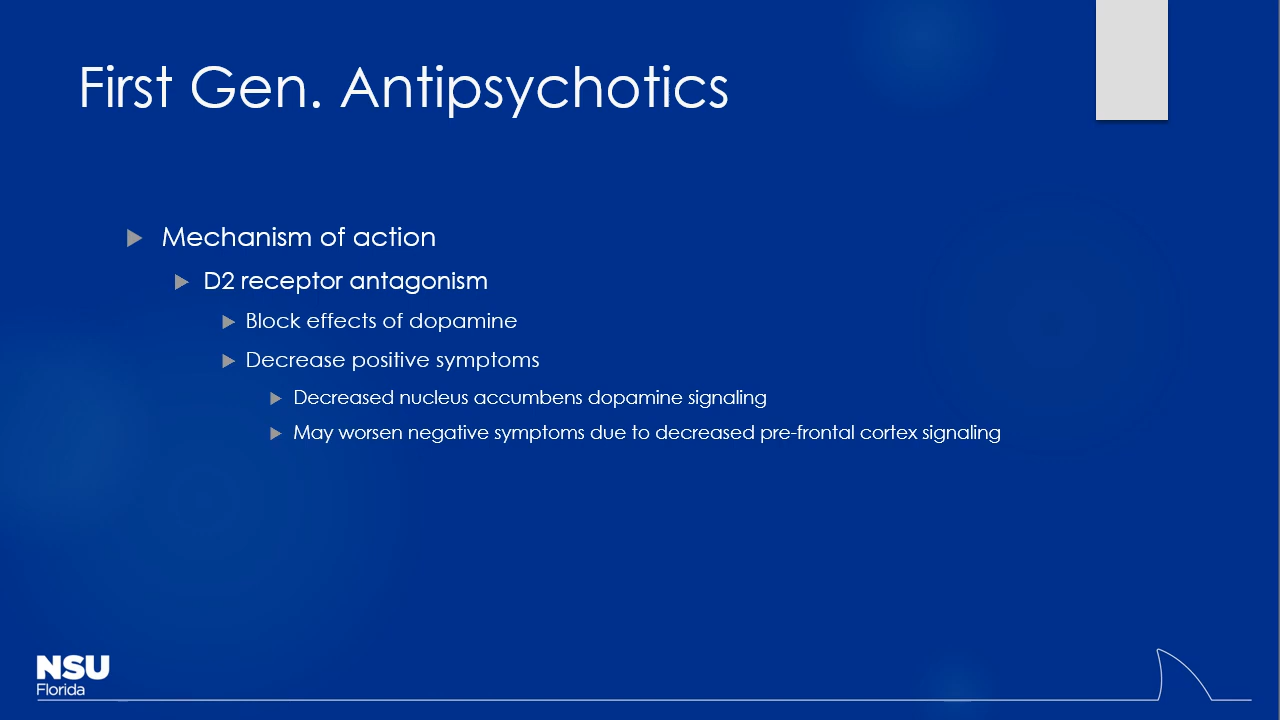 First Gen. Antipsychotics
Mechanism of action
D2 receptor antagonism
Block effects of dopamine
Decrease positive symptoms
Decreased nucleus accumbens dopamine signaling
May worsen negative symptoms due to decreased pre-frontal cortex signaling
NSU
Florida